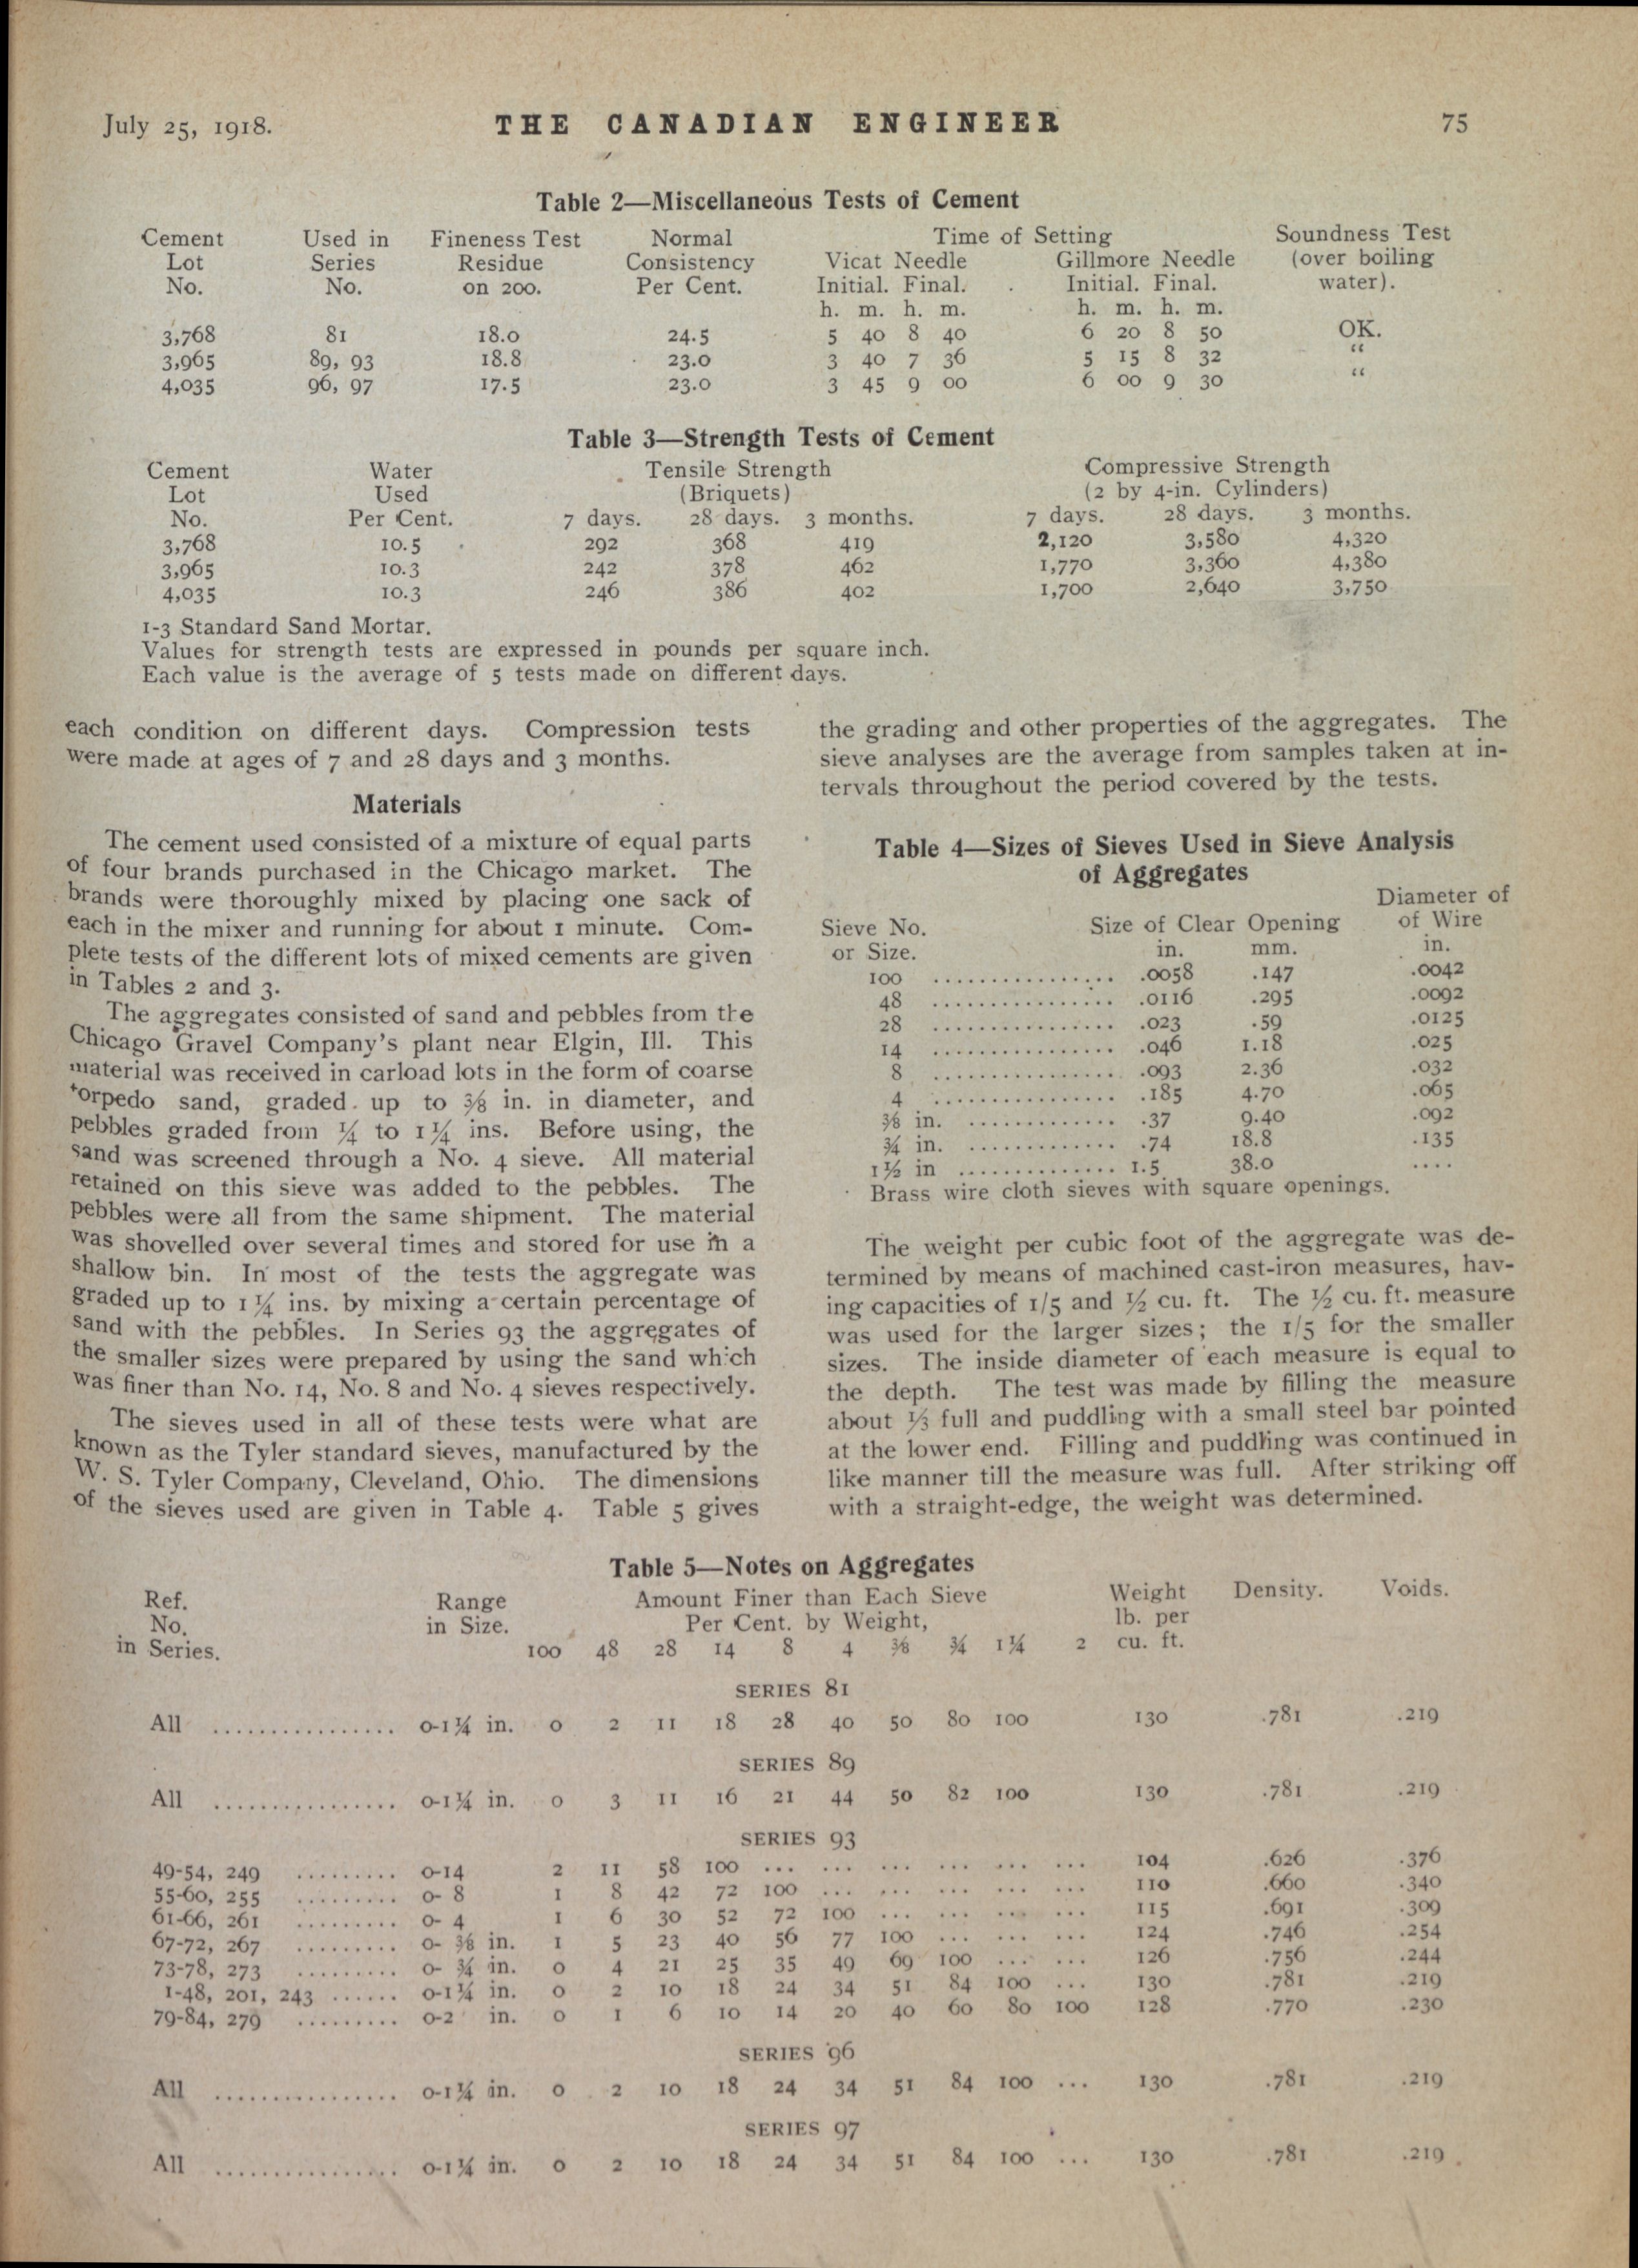 July 25, 1918. THE CANADIAN ENGINEER 75
Table 2—Miscellaneous Tests of Cement
Cement Used in Fineness Test Normal Time of Setting Soundness Test
Lot Series Residue Consistency Vicat Needle Gillmore Needle (over boiling
No. No. on 200. Per Cent. Initial. Final. Initial. Final. water).
h. m. h. m. h. m. h. m.
3,768 81 18.0 24.5 5 40 8 40 6 20 8 50 OK.
3,965 89, 93 18.8 23.0 3 40 7 36 5 15 8 32 “
4,035 96, 97 17.5 23.0 3 45 9 00 6 00 9 30 “
Table 3—Strength Tests of Cement
Cement Water Tensile Strength Compressive Strength
Lot Used (Briquets) (2 by 4-in. Cylinders)
No. Per Cent. 7 days. 28 days. 3 months. 7 days. 28 days. 3 months.
3,768 10.5 292 368 419 2,120 3,580 4,320
3,965 10.3 242 378 462 1,770 3,360 4,380
4,035 10.3 246 386 402 1,700 2,640 3,750
1-3 Standard Sand Mortar.
Values for strength tests are expressed in pounds per square inch.
Each value is the average of 5 tests made on different days.
each condition on different days. Compression tests
were made at ages of 7 and 28 days and 3 months.
Materials
The cement used consisted of a mixture of equal parts
of four brands purchased in the Chicago market. The
brands were thoroughly mixed by placing one sack of
each in the mixer and running for about 1 minute. Com-
plete tests of the different lots of mixed cements are given
in Tables 2 and 3.
The aggregates consisted of sand and pebbles from the
Chicago Gravel Company's plant near Elgin, Ill. This
material was received in carload lots in the form of coarse
torpedo sand, graded up to ⅜ in. in diameter, and
pebbles graded from ¼ to 1¼ ins. Before using, the
sand was screened through a No. 4 sieve. All material
retained on this sieve was added to the pebbles. The
pebbles were all from the same shipment. The material
was shovelled over several times and stored for use in a
shallow bin. In most of the tests the aggregate was
graded up to 1¼ ins. by mixing a certain percentage of
sand with the pebbles. In Series 93 the aggregates of
the smaller sizes were prepared by using the sand which
was finer than No. 14, No. 8 and No. 4 sieves respectively.
The sieves used in all of these tests were what are
known as the Tyler standard sieves, manufactured by the
W. S. Tyler Company, Cleveland, Ohio. The dimensions
of the sieves used are given in Table 4. Table 5 gives
the grading and other properties of the aggregates. The
sieve analyses are the average from samples taken at in-
tervals throughout the period covered by the tests.
Table 4—Sizes of Sieves Used in Sieve Analysis
of Aggregates
Diameter of
Sieve No. Size of Clear Opening of Wire
or Size. in. mm. in.
100 ................ .0058 .147 .0042
48 ................ .0116 .295 .0092
28 ................ .023 .59 .0125
14 ................ .046 1.18 .025
8 ................ .093 2.36 .032
4 ................ .185 4.70 .065
⅜ in. ............. .37 9.40 .092
¾ in. ............. .74 18.8 .135
1½ in .............. 1.5 38.0 ....
Brass wire cloth sieves with square openings.
The weight per cubic foot of the aggregate was de-
termined by means of machined cast-iron measures, hav-
ing capacities of 1/5 and ½ cu. ft. The ½ cu. ft. measure
was used for the larger sizes; the 1/5 for the smaller
sizes. The inside diameter of each measure is equal to
the depth. The test was made by filling the measure
about ⅓ full and puddling with a small steel bar pointed
at the lower end. Filling and puddling was continued in
like manner till the measure was full. After striking off
with a straight-edge, the weight was determined.
Table 5—Notes on Aggregates
Ref. Range Amount Finer than Each Sieve Weight Density. Voids.
No. in Size. Per Cent. by Weight, lb. per
in Series. 100 48 28 14 8 4 ⅜ ¾ 1¼ 2 cu. ft.
SERIES 81
All ................ 0-1¼ in. 0 2 11 18 28 40 50 80 100 130 .781 .219
SERIES 89
All ................ 0-1¼ in. 0 3 11 16 21 44 50 82 100 130 .781 .219
SERIES 93
49-54, 249 ......... 0-14 2 11 58 100 ... ... ... ... ... ... 104 .626 .376
55-60, 255 ......... 0- 8 1 8 42 72 100 ... ... ... ... ... 110 .660 .340
61-66, 261 ......... 0- 4 1 6 30 52 72 100 ... ... ... ... 115 .691 .309
67-72, 267 ......... 0- ⅜ in. 1 5 23 40 56 77 100 ... ... ... 124 .746 .254
73-78, 273 ......... 0- ¾ in. 0 4 21 25 35 49 69 100 ... ... 126 .756 .244
1-48, 201, 243 ...... 0-1¼ in. 0 2 10 18 24 34 51 84 100 ... 130 .781 .219
79-84, 279 ......... 0-2 in. 0 1 6 10 14 20 40 60 80 100 128 .770 .230
SERIES 96
All ................ 0-1¼ in. 0 2 10 18 24 34 51 84 100 ... 130 .781 .219
SERIES 97
All ................ 0-1¼ in. 0 2 10 18 24 34 51 84 100 ... 130 .781 .219